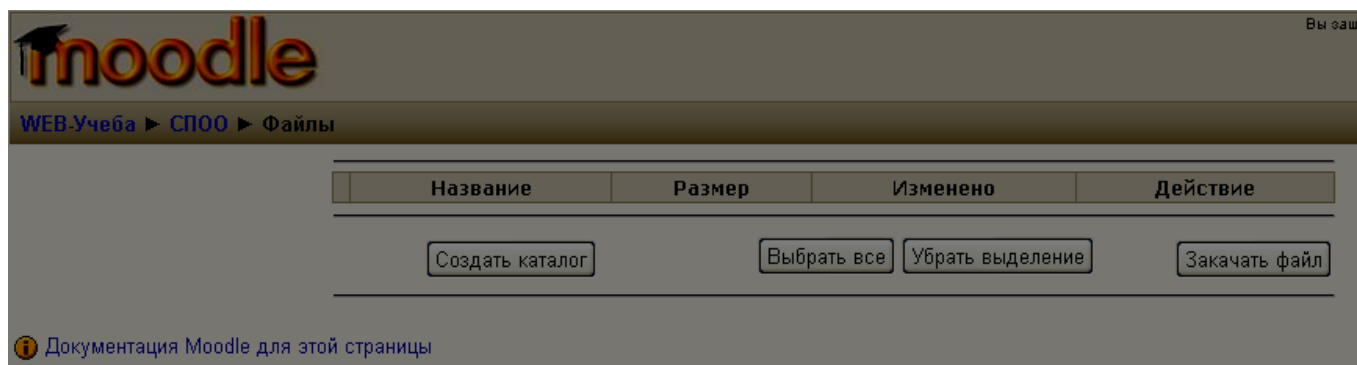 Вы
moodle
WEB-Учеба ► СПОО ► Файлы
Название Размер Изменено Действие
Создать каталог Выбрать все Убрать выделение Закачать файл
Документация Moodle для этой страницы